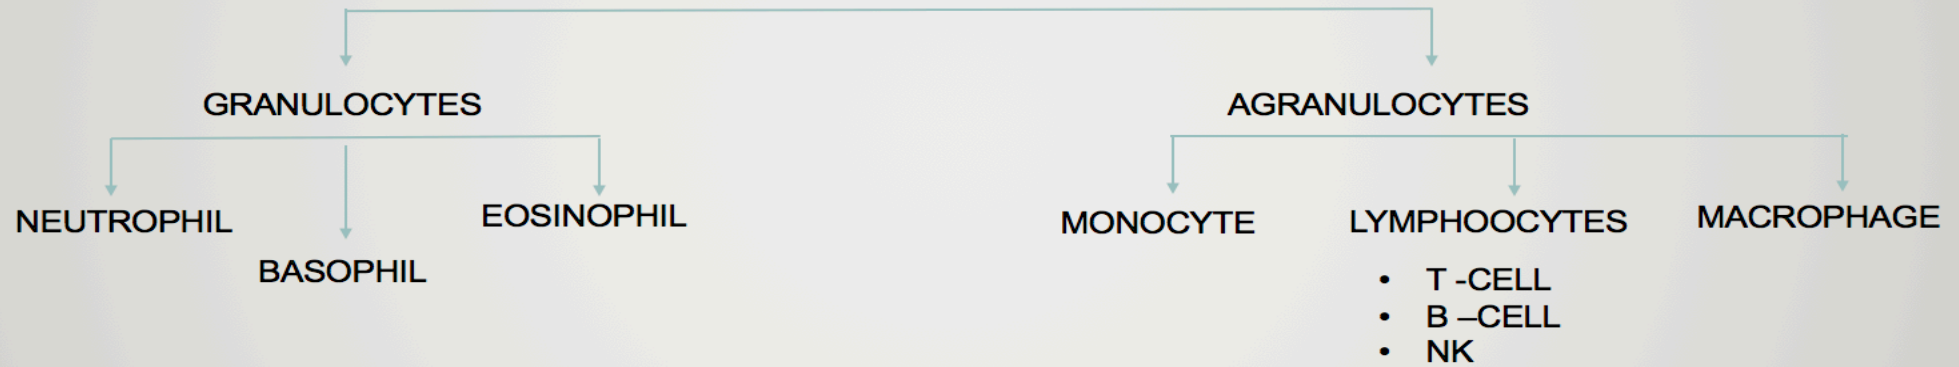 GRANULOCYTES
AGRANULOCYTES
NEUTROPHIL
BASOPHIL
EOSINOPHIL
MONOCYTE
LYMPHOOCYTES
• T -CELL
• B –CELL
• NK
MACROPHAGE